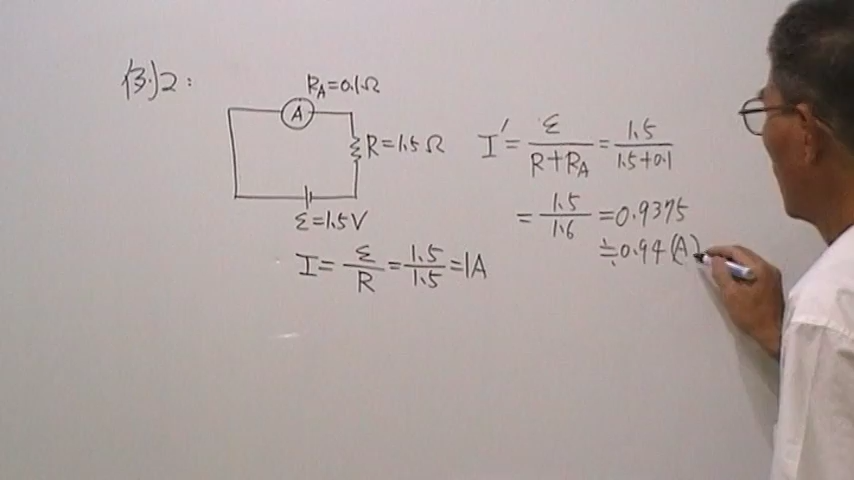 例2:
R_A=0.1Ω
A
R=1.5Ω
ε=1.5V
I=ε/R=1.5/1.5=1A
I'=ε/(R+R_A)=1.5/(1.5+0.1)
=1.5/1.6=0.9375
≒0.94(A)